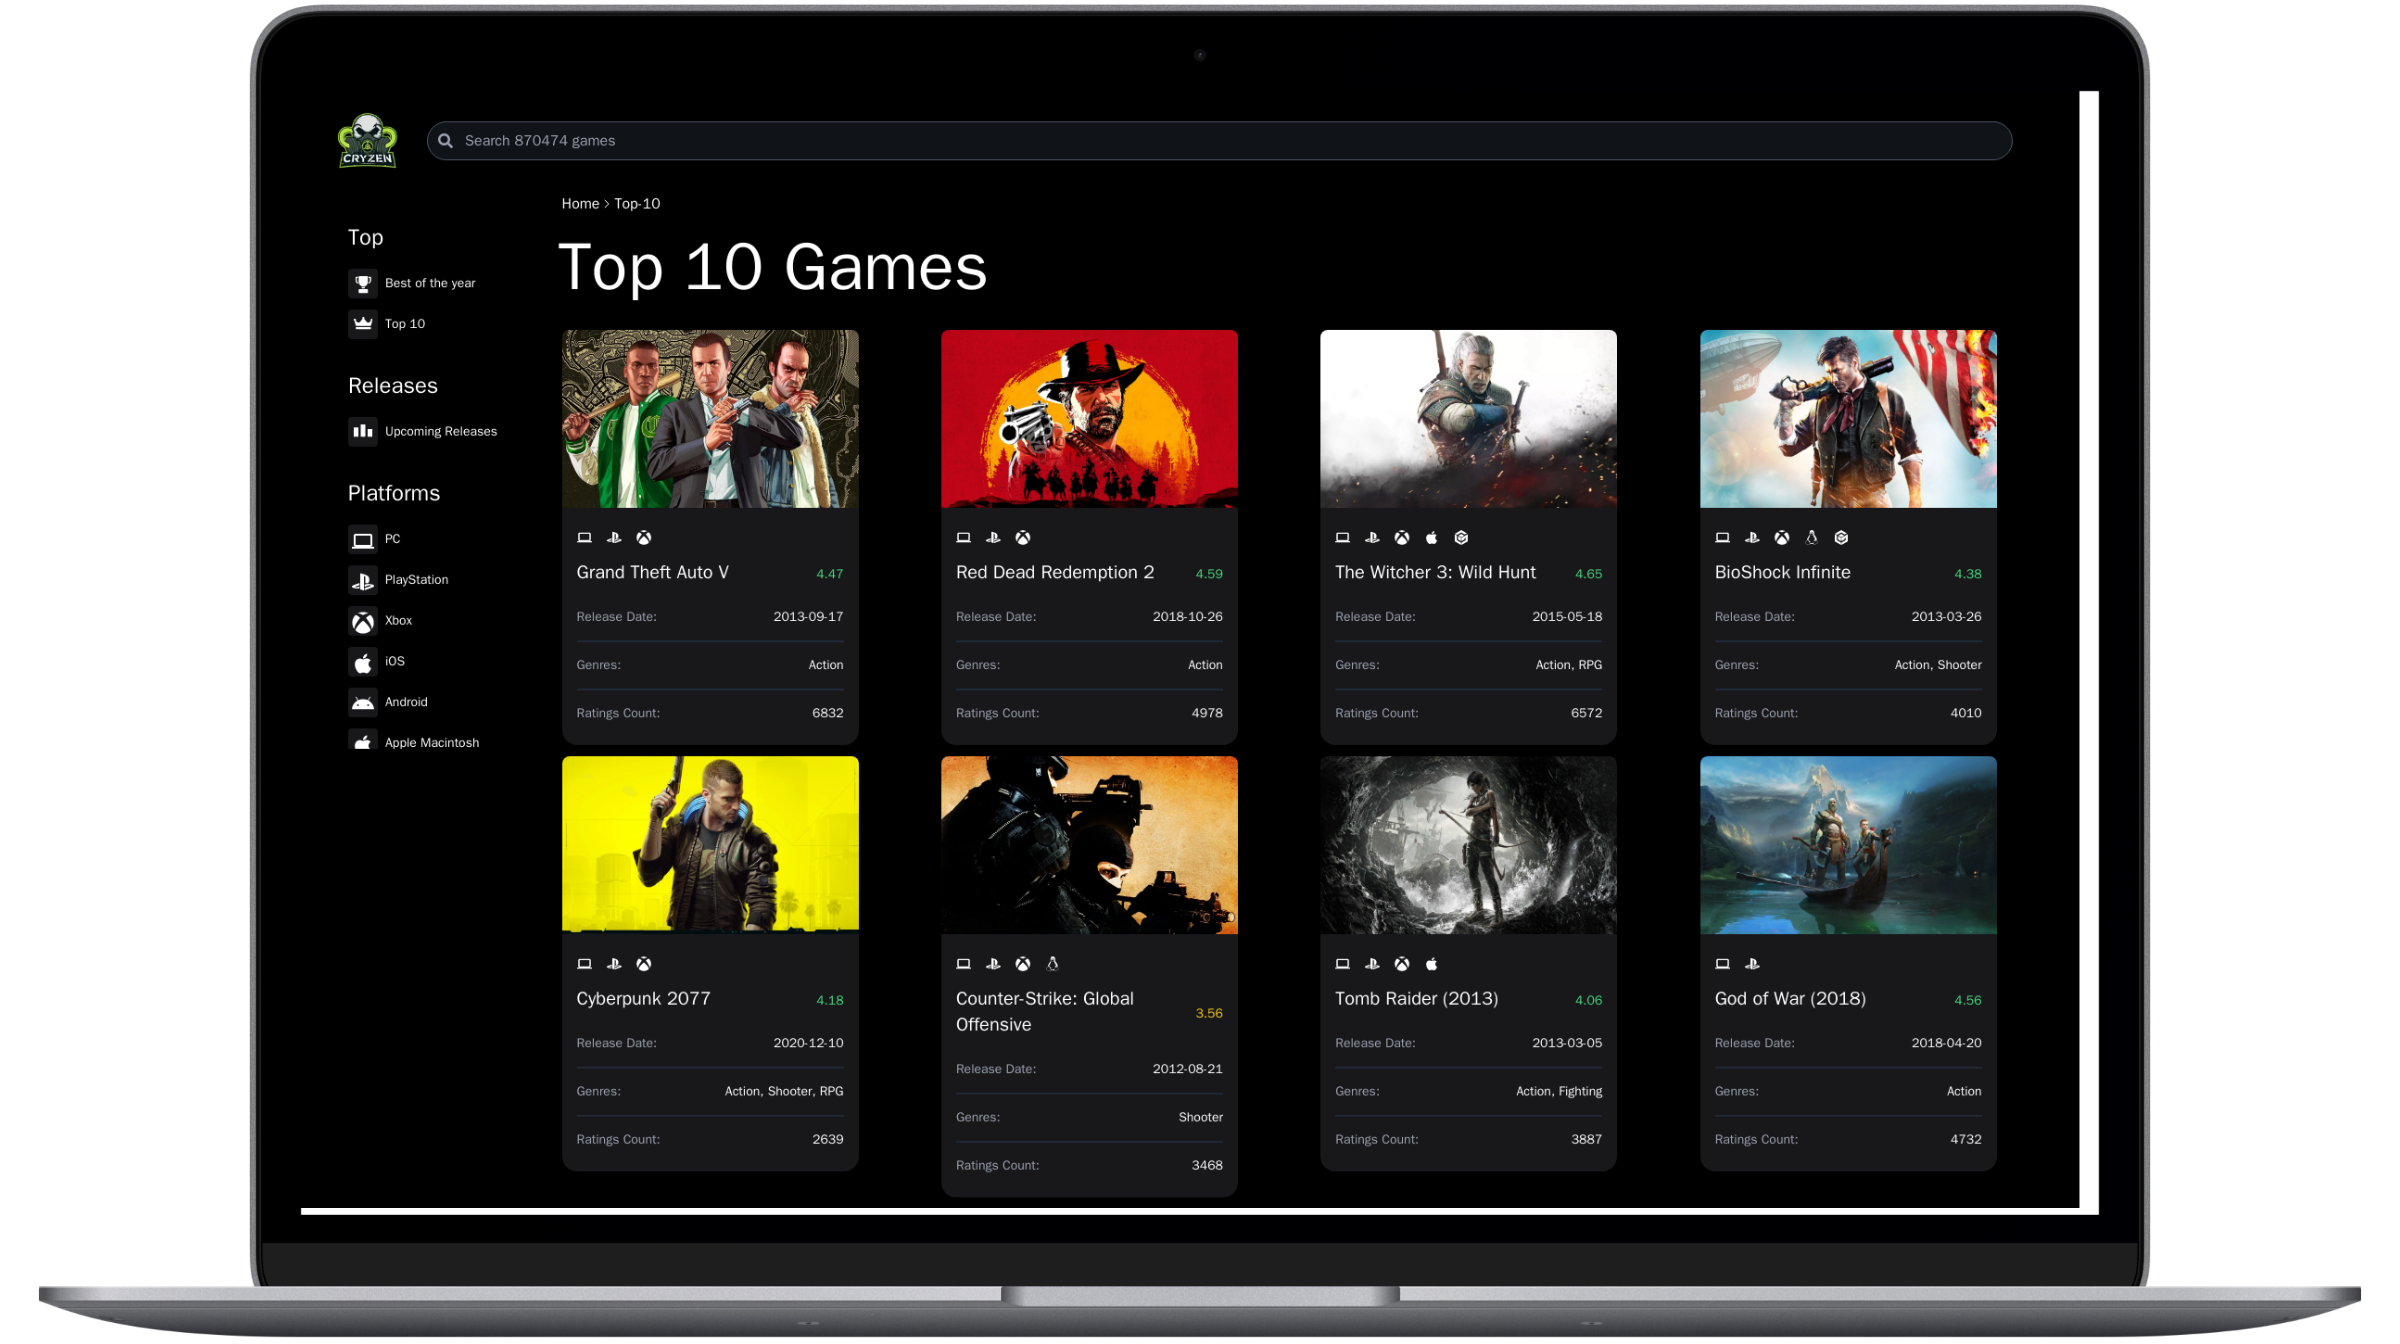 CRYZEN
Search 870474 games
Home > Top-10
Top
Best of the year
Top 10
Releases
Upcoming Releases
Platforms
PC
PlayStation
Xbox
iOS
Android
Apple Macintosh
Top 10 Games
Grand Theft Auto V 4.47
Release Date: 2013-09-17
Genres: Action
Ratings Count: 6832
Red Dead Redemption 2 4.59
Release Date: 2018-10-26
Genres: Action
Ratings Count: 4978
The Witcher 3: Wild Hunt 4.65
Release Date: 2015-05-18
Genres: Action, RPG
Ratings Count: 6572
BioShock Infinite 4.38
Release Date: 2013-03-26
Genres: Action, Shooter
Ratings Count: 4010
Cyberpunk 2077 4.18
Release Date: 2020-12-10
Genres: Action, Shooter, RPG
Ratings Count: 2639
Counter-Strike: Global
Offensive 3.56
Release Date: 2012-08-21
Genres: Shooter
Ratings Count: 3468
Tomb Raider (2013) 4.06
Release Date: 2013-03-05
Genres: Action, Fighting
Ratings Count: 3887
God of War (2018) 4.56
Release Date: 2018-04-20
Genres: Action
Ratings Count: 4732